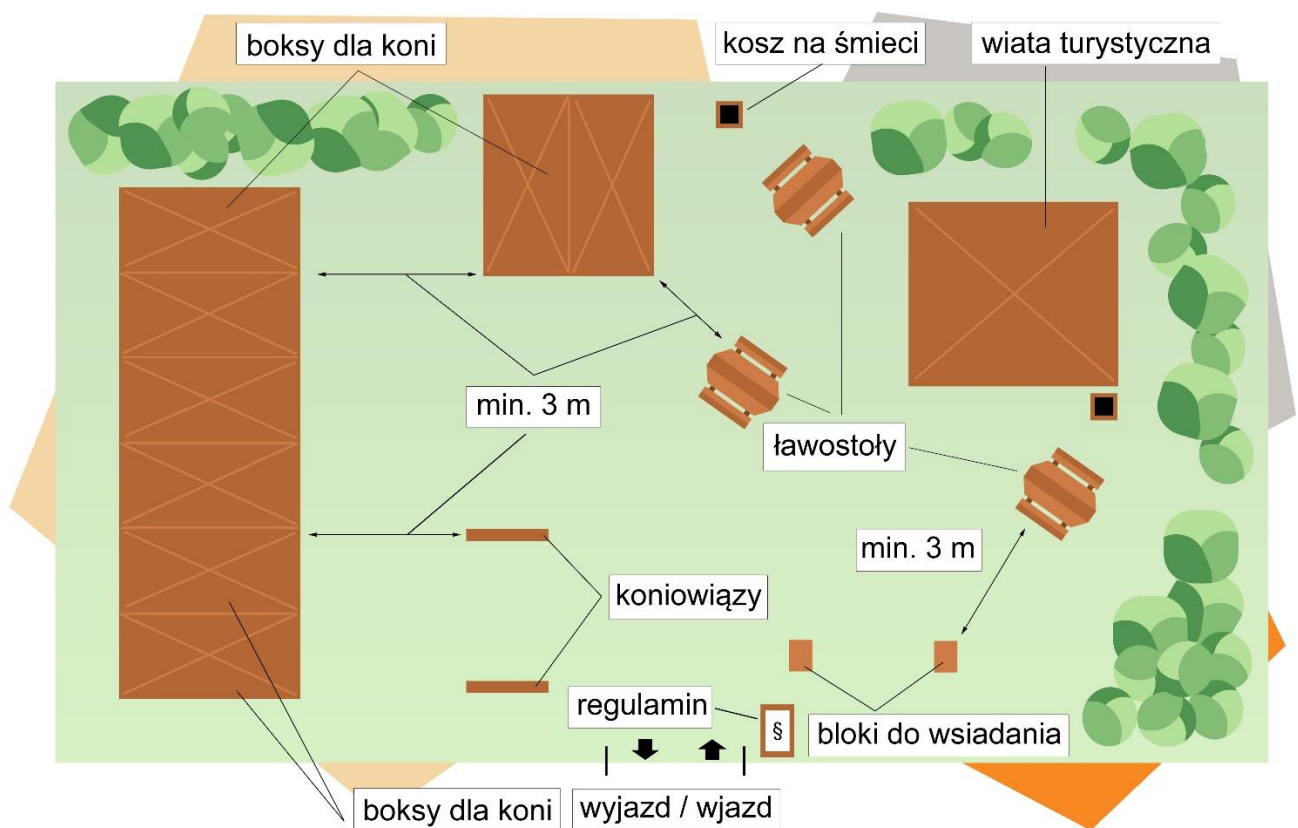 boksy dla koni
kosz na śmieci
wiata turystyczna
min. 3 m
ławostoły
min. 3 m
koniowiązy
regulamin
§
bloki do wsiadania
boksy dla koni
wyjazd / wjazd